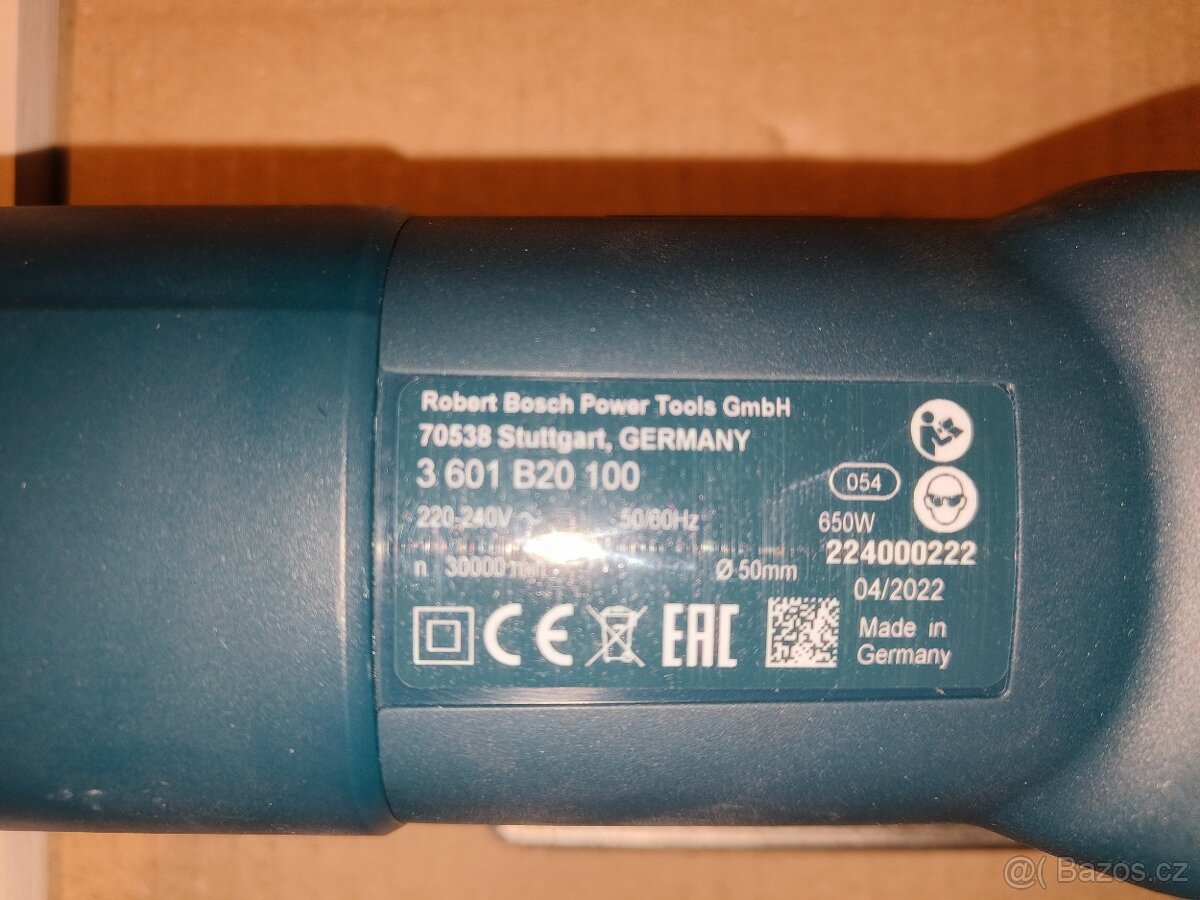 Robert Bosch Power Tools GmbH
70538 Stuttgart, GERMANY
3 601 B20 100
054
220-240V ~ 50/60Hz 650W
n 30000 Ø 50mm 224000222
04/2022
CE EAC
Made in
Germany
@( Bazos.cz